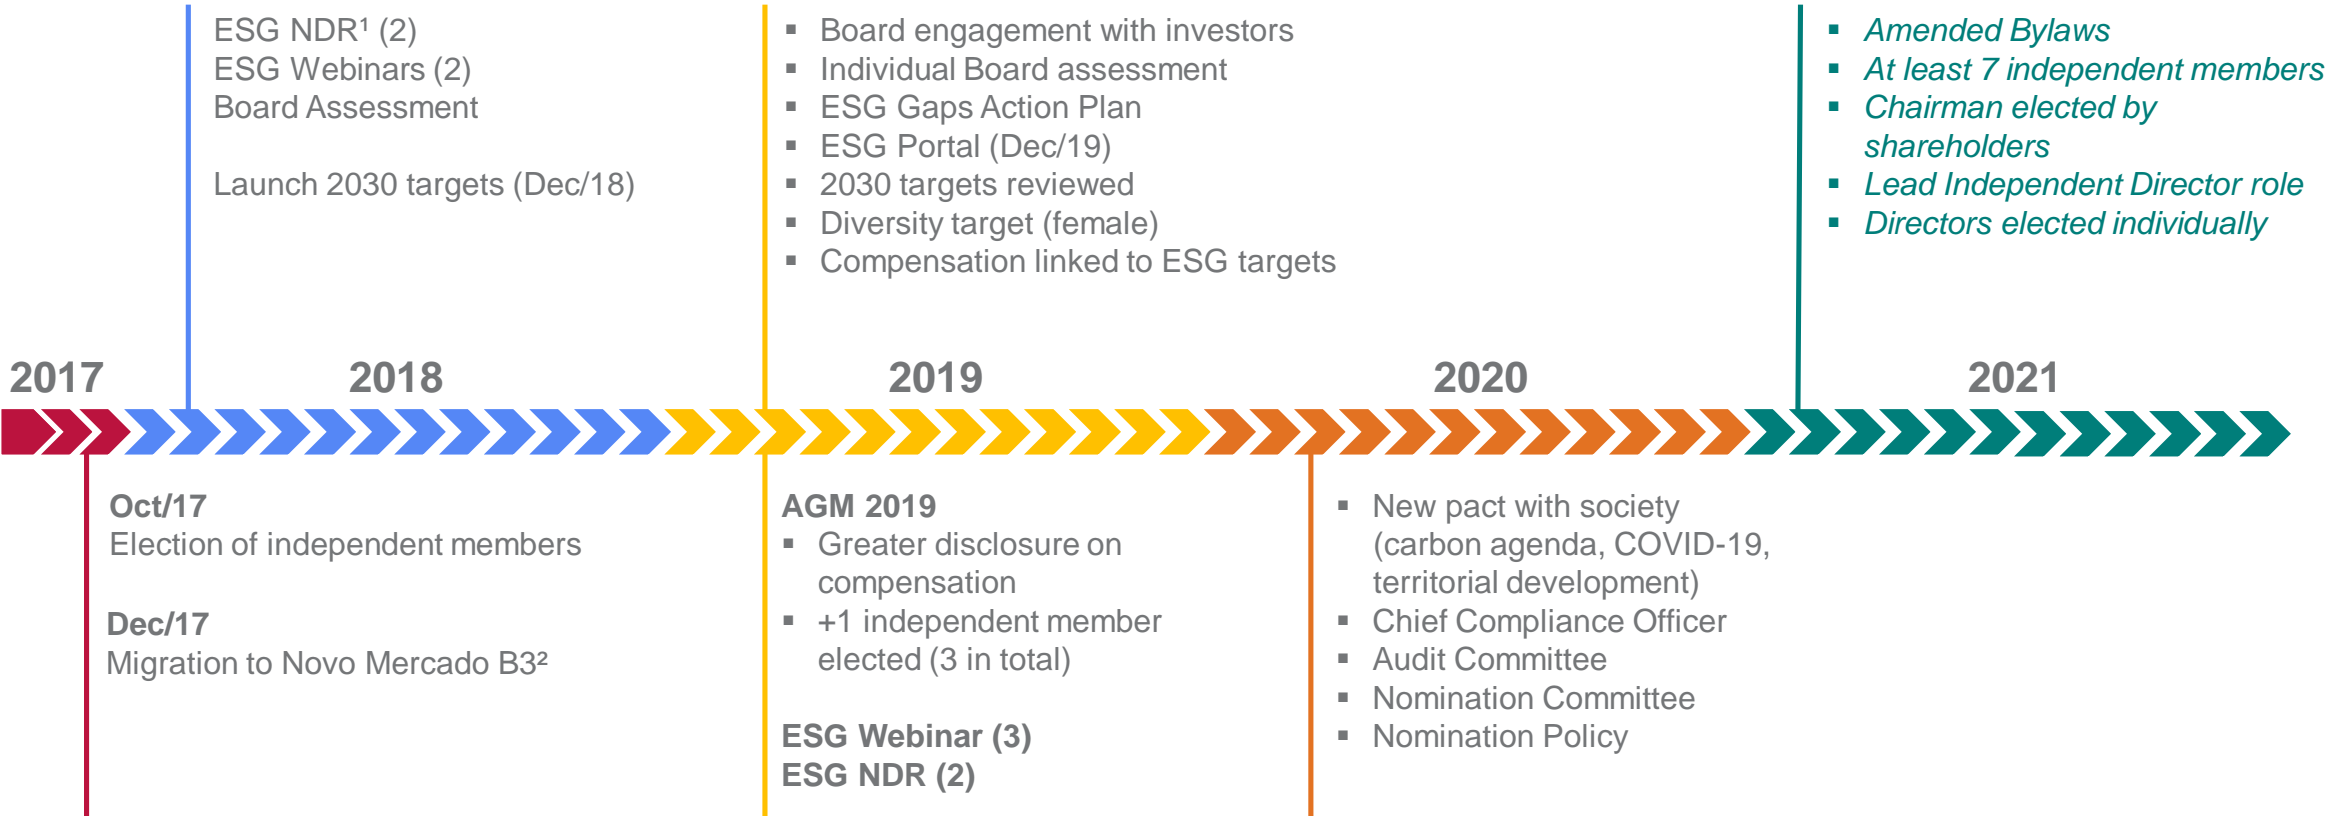 ESG NDR¹ (2)
ESG Webinars (2)
Board Assessment
Launch 2030 targets (Dec/18)
▪ Board engagement with investors
▪ Individual Board assessment
▪ ESG Gaps Action Plan
▪ ESG Portal (Dec/19)
▪ 2030 targets reviewed
▪ Diversity target (female)
▪ Compensation linked to ESG targets
▪ Amended Bylaws
▪ At least 7 independent members
▪ Chairman elected by
shareholders
▪ Lead Independent Director role
▪ Directors elected individually
2017
2018
2019
2020
2021
Oct/17
Election of independent members
Dec/17
Migration to Novo Mercado B3²
AGM 2019
▪ Greater disclosure on
compensation
▪ +1 independent member
elected (3 in total)
ESG Webinar (3)
ESG NDR (2)
▪ New pact with society
(carbon agenda, COVID-19,
territorial development)
▪ Chief Compliance Officer
▪ Audit Committee
▪ Nomination Committee
▪ Nomination Policy